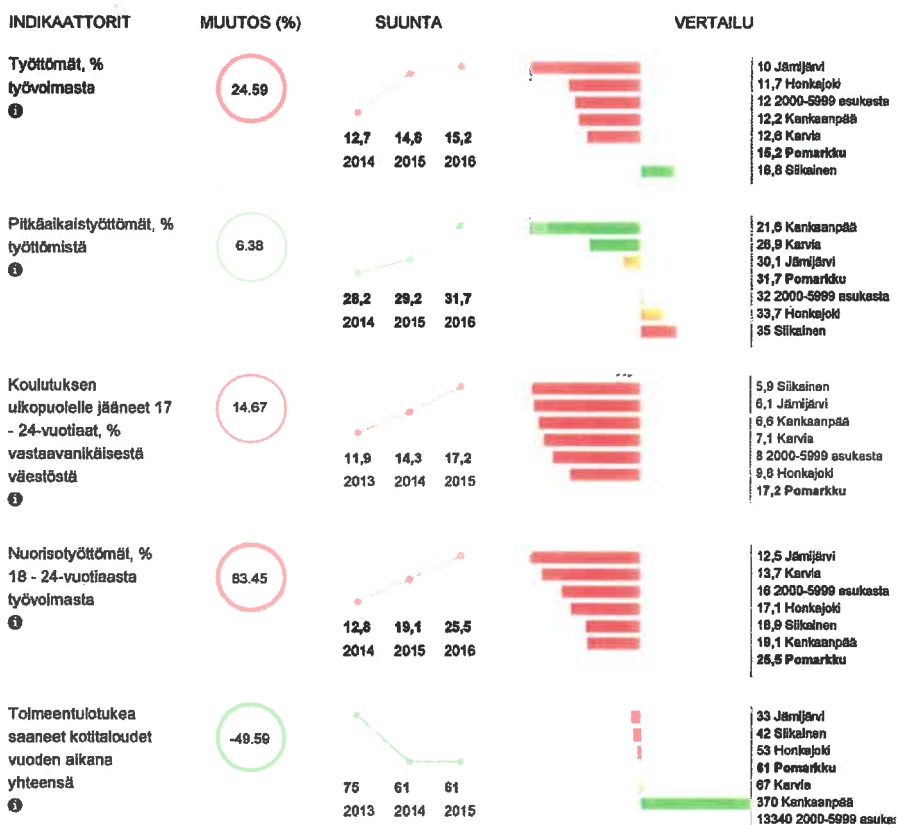 INDIKAATTORIT MUUTOS (%) SUUNTA VERTAILU
Työttömät, %
työvoimasta
24.59
12,7 14,8 15,2
2014 2015 2016
10 Jämijärvi
11,7 Honkajoki
12 2000-5999 asukasta
12,2 Kankaanpää
12,6 Karvia
15,2 Pomarkku
16,8 Siikainen
Pitkäaikaistyöttömät, %
työttömistä
6.38
28,2 29,2 31,7
2014 2015 2016
21,6 Kankaanpää
26,9 Karvia
30,1 Jämijärvi
31,7 Pomarkku
32 2000-5999 asukasta
33,7 Honkajoki
35 Siikainen
Koulutuksen
ulkopuolelle jääneet 17
- 24-vuotiaat, %
vastaavanikäisestä
väestöstä
14.67
11,9 14,3 17,2
2013 2014 2015
5,9 Siikainen
6,1 Jämijärvi
6,6 Kankaanpää
7,1 Karvia
8 2000-5999 asukasta
9,8 Honkajoki
17,2 Pomarkku
Nuorisotyöttömät, %
18 - 24-vuotiaasta
työvoimasta
83.45
12,8 19,1 25,5
2014 2015 2016
12,5 Jämijärvi
13,7 Karvia
16 2000-5999 asukasta
17,1 Honkajoki
18,9 Siikainen
19,1 Kankaanpää
25,5 Pomarkku
Toimeentulotukea
saaneet kotitaloudet
vuoden aikana
yhteensä
-49.59
75 61 61
2013 2014 2015
33 Jämijärvi
42 Siikainen
53 Honkajoki
61 Pomarkku
67 Karvia
370 Kankaanpää
13340 2000-5999 asukas